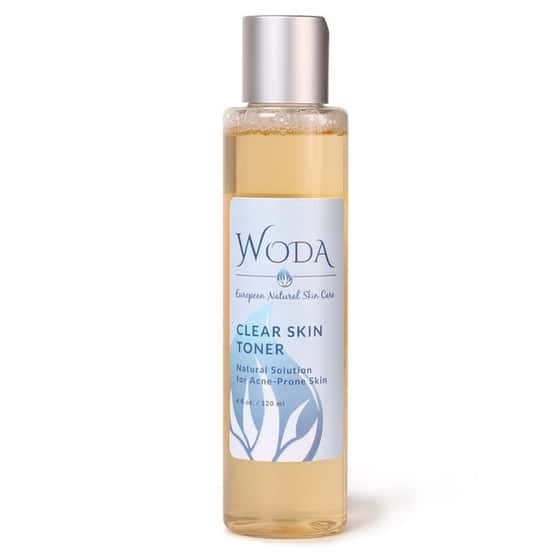 WODA
European Natural Skin Care
CLEAR SKIN
TONER
Natural Solution
for Acne-Prone Skin
4 fl oz. / 120 ml